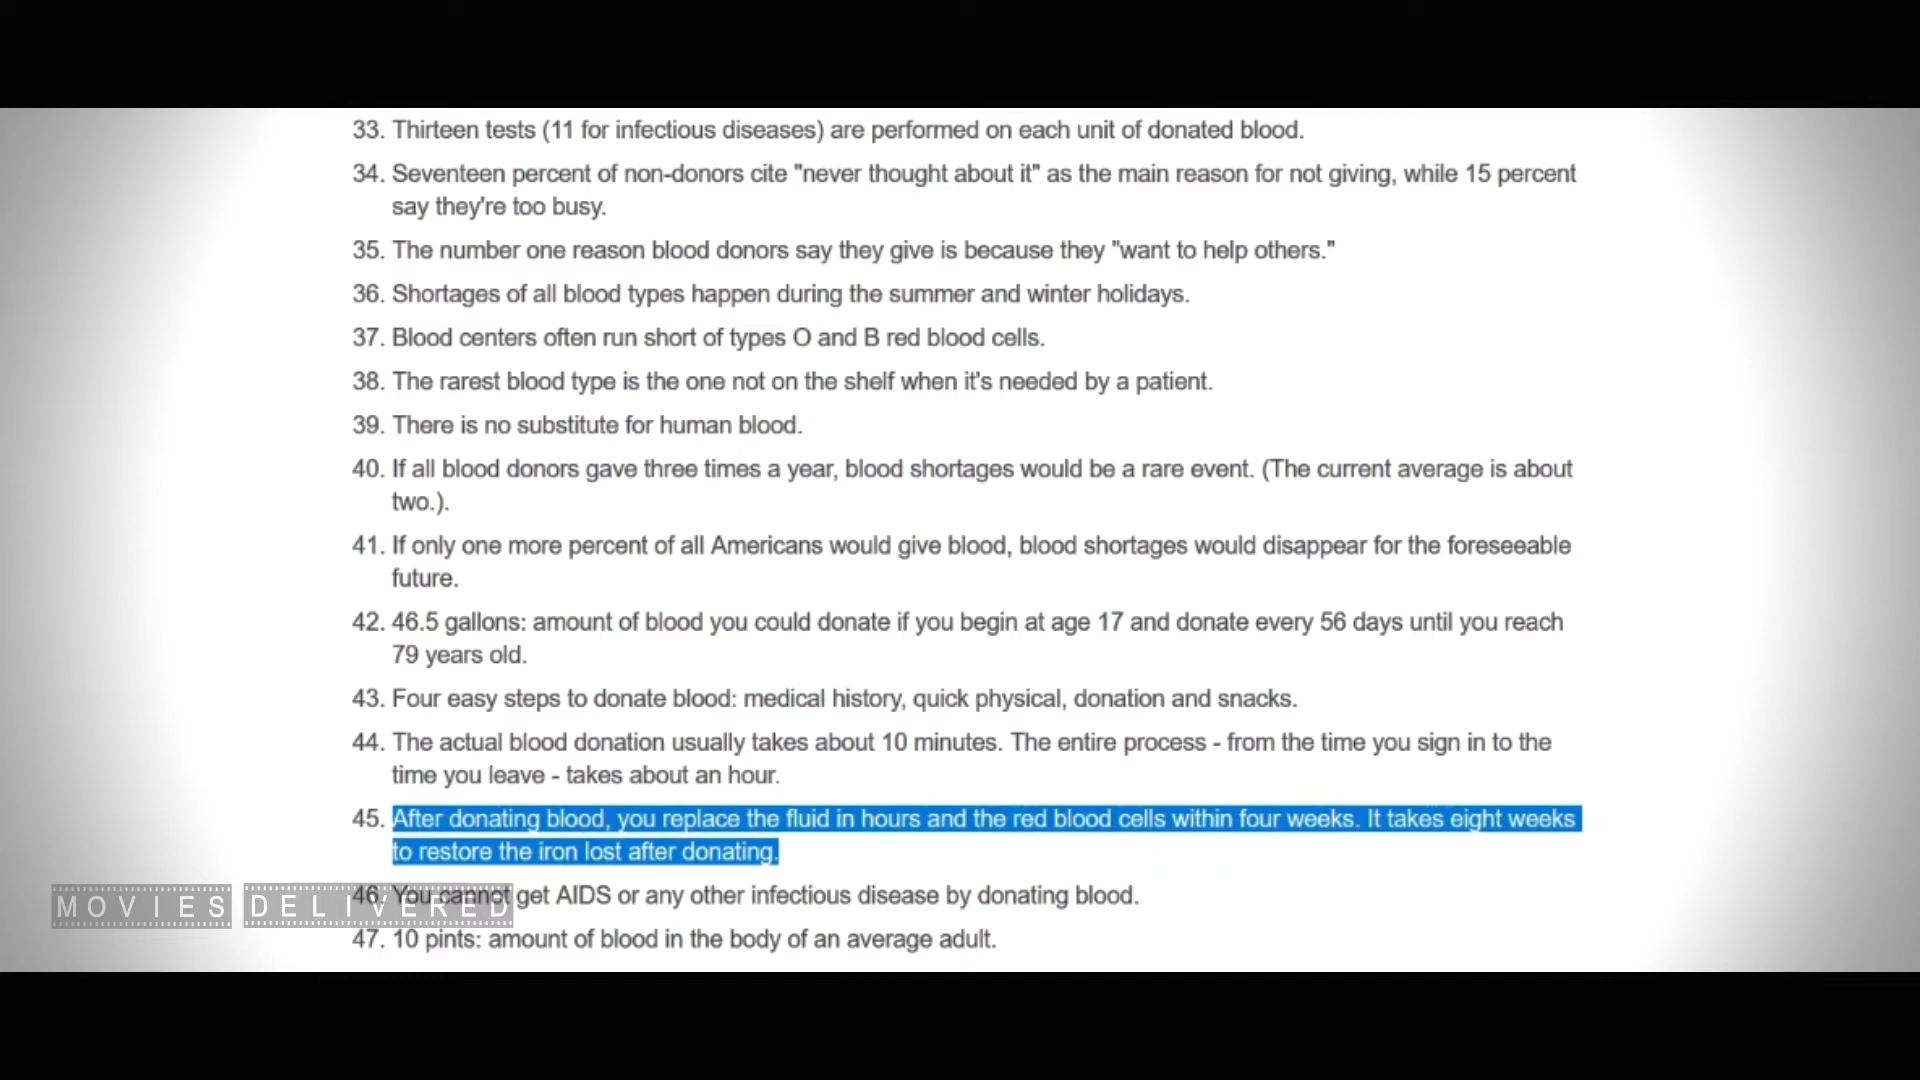 33. Thirteen tests (11 for infectious diseases) are performed on each unit of donated blood.
34. Seventeen percent of non-donors cite "never thought about it" as the main reason for not giving, while 15 percent
say they're too busy.
35. The number one reason blood donors say they give is because they "want to help others."
36. Shortages of all blood types happen during the summer and winter holidays.
37. Blood centers often run short of types O and B red blood cells.
38. The rarest blood type is the one not on the shelf when it's needed by a patient.
39. There is no substitute for human blood.
40. If all blood donors gave three times a year, blood shortages would be a rare event. (The current average is about
two.).
41. If only one more percent of all Americans would give blood, blood shortages would disappear for the foreseeable
future.
42. 46.5 gallons: amount of blood you could donate if you begin at age 17 and donate every 56 days until you reach
79 years old.
43. Four easy steps to donate blood: medical history, quick physical, donation and snacks.
44. The actual blood donation usually takes about 10 minutes. The entire process - from the time you sign in to the
time you leave - takes about an hour.
45. After donating blood, you replace the fluid in hours and the red blood cells within four weeks. It takes eight weeks
to restore the iron lost after donating.
46. You cannot get AIDS or any other infectious disease by donating blood.
MOVIES DELIVERED
47. 10 pints: amount of blood in the body of an average adult.